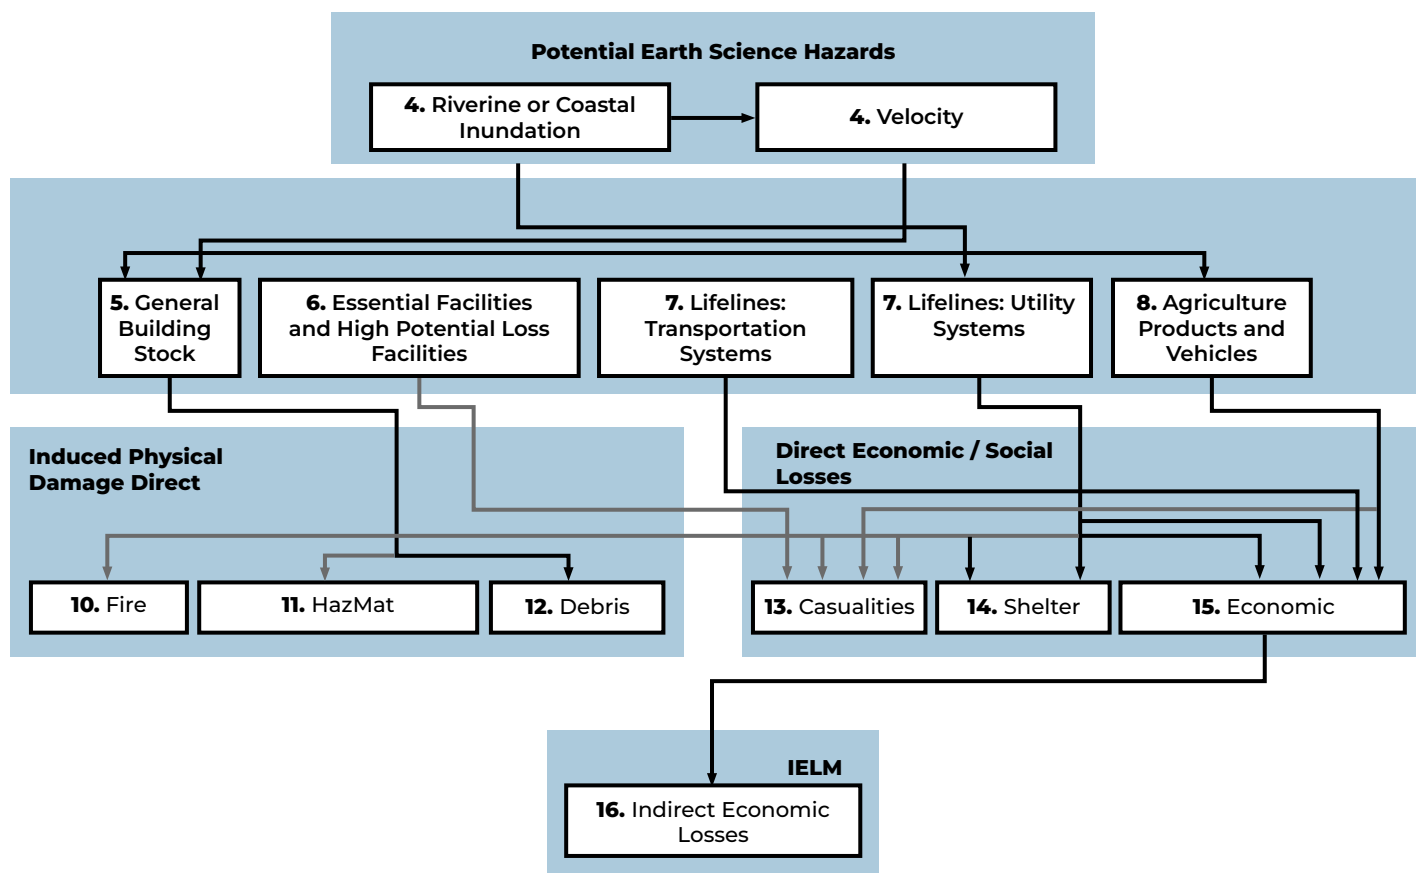 Potential Earth Science Hazards
4. Riverine or Coastal
Inundation
4. Velocity
5. General
Building
Stock
6. Essential Facilities
and High Potential Loss
Facilities
7. Lifelines:
Transportation
Systems
7. Lifelines: Utility
Systems
8. Agriculture
Products and
Vehicles
Induced Physical
Damage Direct
Direct Economic / Social
Losses
10. Fire
11. HazMat
12. Debris
13. Casualities
14. Shelter
15. Economic
IELM
16. Indirect Economic
Losses